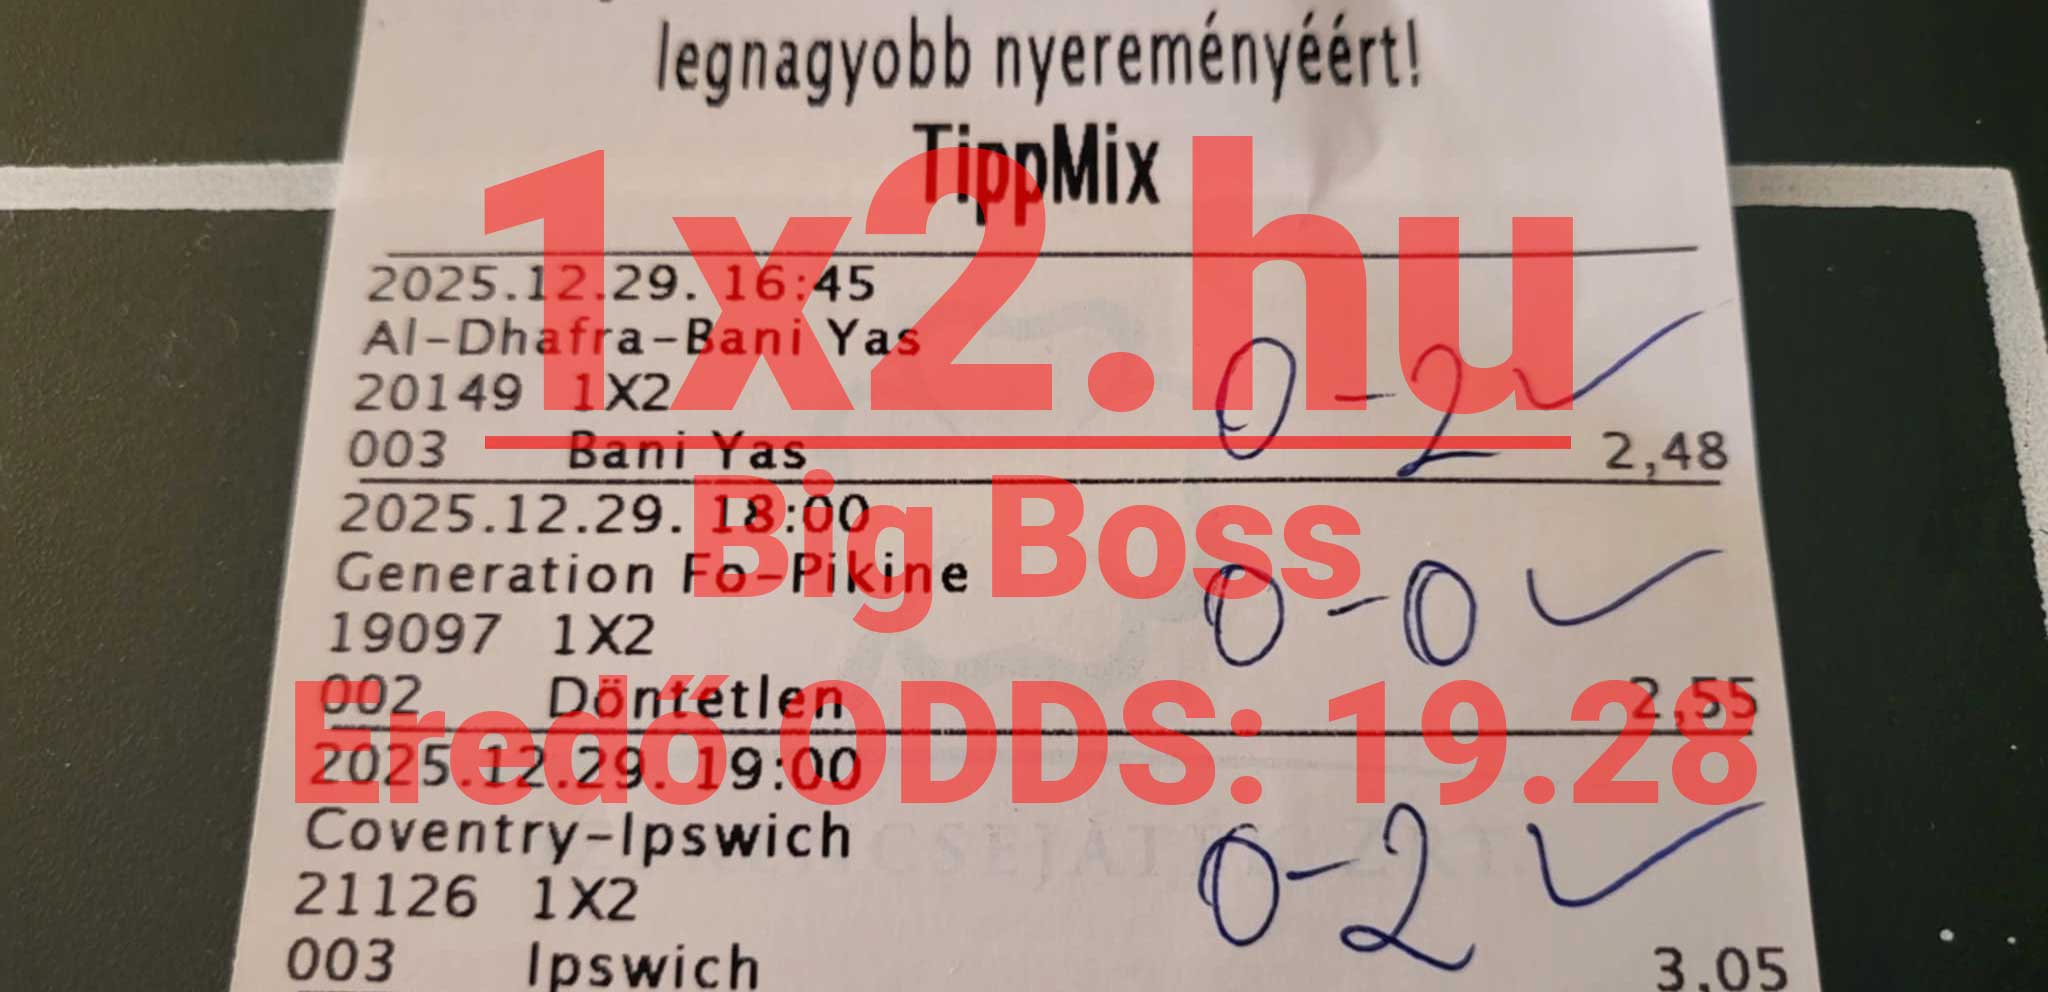 legnagyobb nyereményéért!
TippMix
1x2.hu
2025.12.29. 16:45
Al-Dhafra-Bani Yas
20149 1X2
0-2 ✓
003 Bani Yas 2,48
Big Boss
2025.12.29. 18:00
Generation Fo-Pikine
19097 1X2
0-0 ✓
002 Döntetlen 2,55
Eredő ODDS: 19.28
2025.12.29. 19:00
Coventry-Ipswich
21126 1X2
0-2 ✓
003 Ipswich 3,05